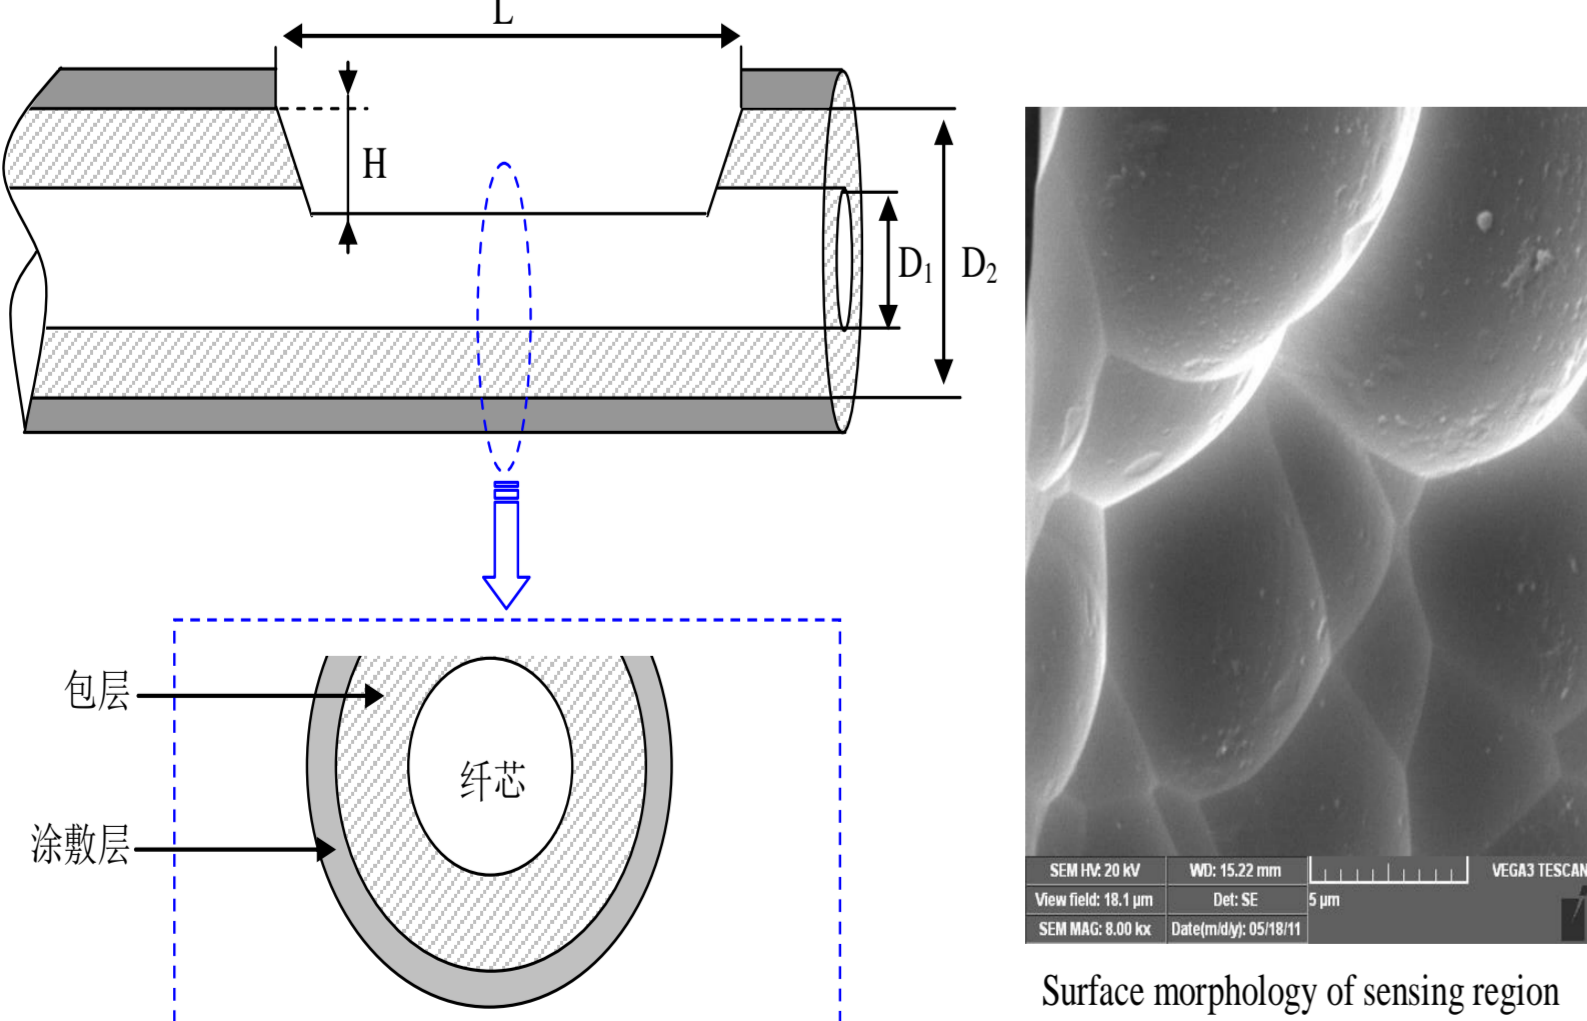 L
H
D₁
D₂
包层
纤芯
涂敷层
SEM HV: 20 kV
WD: 15.22 mm
VEGA3 TESCAN
View field: 18.1 μm
Det: SE
5 μm
SEM MAG: 8.00 kx
Date(m/d/y): 05/18/11
Surface morphology of sensing region